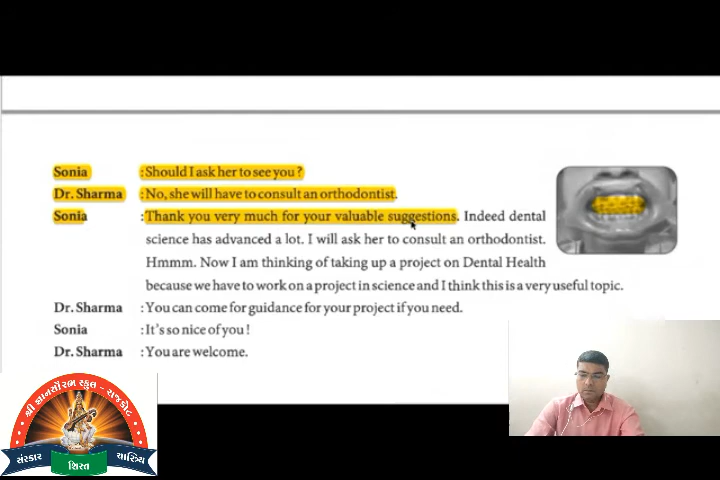 Sonia : Should I ask her to see you ?
Dr. Sharma : No, she will have to consult an orthodontist.
Sonia : Thank you very much for your valuable suggestions. Indeed dental
science has advanced a lot. I will ask her to consult an orthodontist.
Hmmm. Now I am thinking of taking up a project on Dental Health
because we have to work on a project in science and I think this is a very useful topic.
Dr. Sharma : You can come for guidance for your project if you need.
Sonia : It's so nice of you !
Dr. Sharma : You are welcome.
શ્રી જ્ઞાનસૌરભ સ્કુલ - રાજકોટ
સંસ્કાર
શિસ્ત
ચારિત્ર્ય